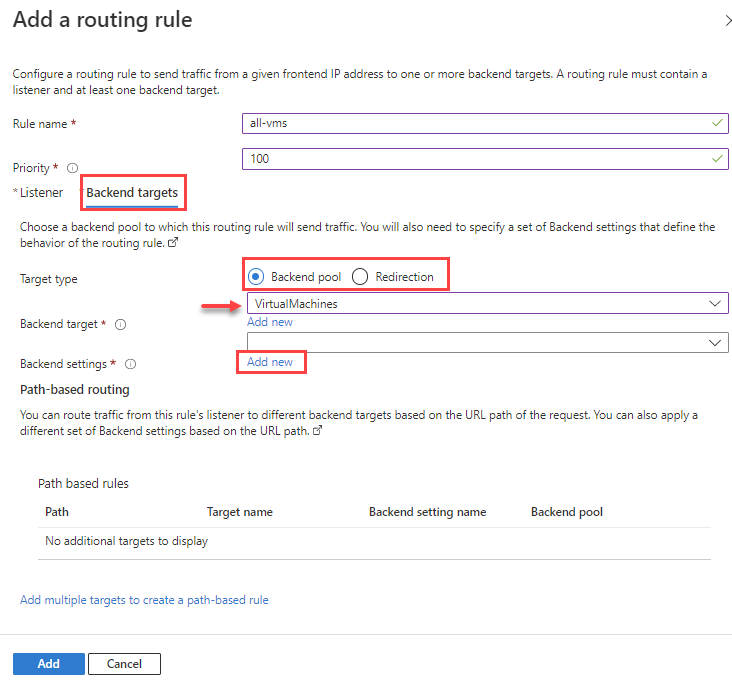 Add a routing rule
Configure a routing rule to send traffic from a given frontend IP address to one or more backend targets. A routing rule must contain a
listener and at least one backend target.
Rule name *
all-vms
Priority *
100
* Listener
* Backend targets
Choose a backend pool to which this routing rule will send traffic. You will also need to specify a set of Backend settings that define the
behavior of the routing rule.
Target type
Backend pool
Redirection
VirtualMachines
Backend target *
Add new
Backend settings *
Add new
Path-based routing
You can route traffic from this rule's listener to different backend targets based on the URL path of the request. You can also apply a
different set of Backend settings based on the URL path.
Path based rules
Path Target name Backend setting name Backend pool
No additional targets to display
Add multiple targets to create a path-based rule
Add
Cancel